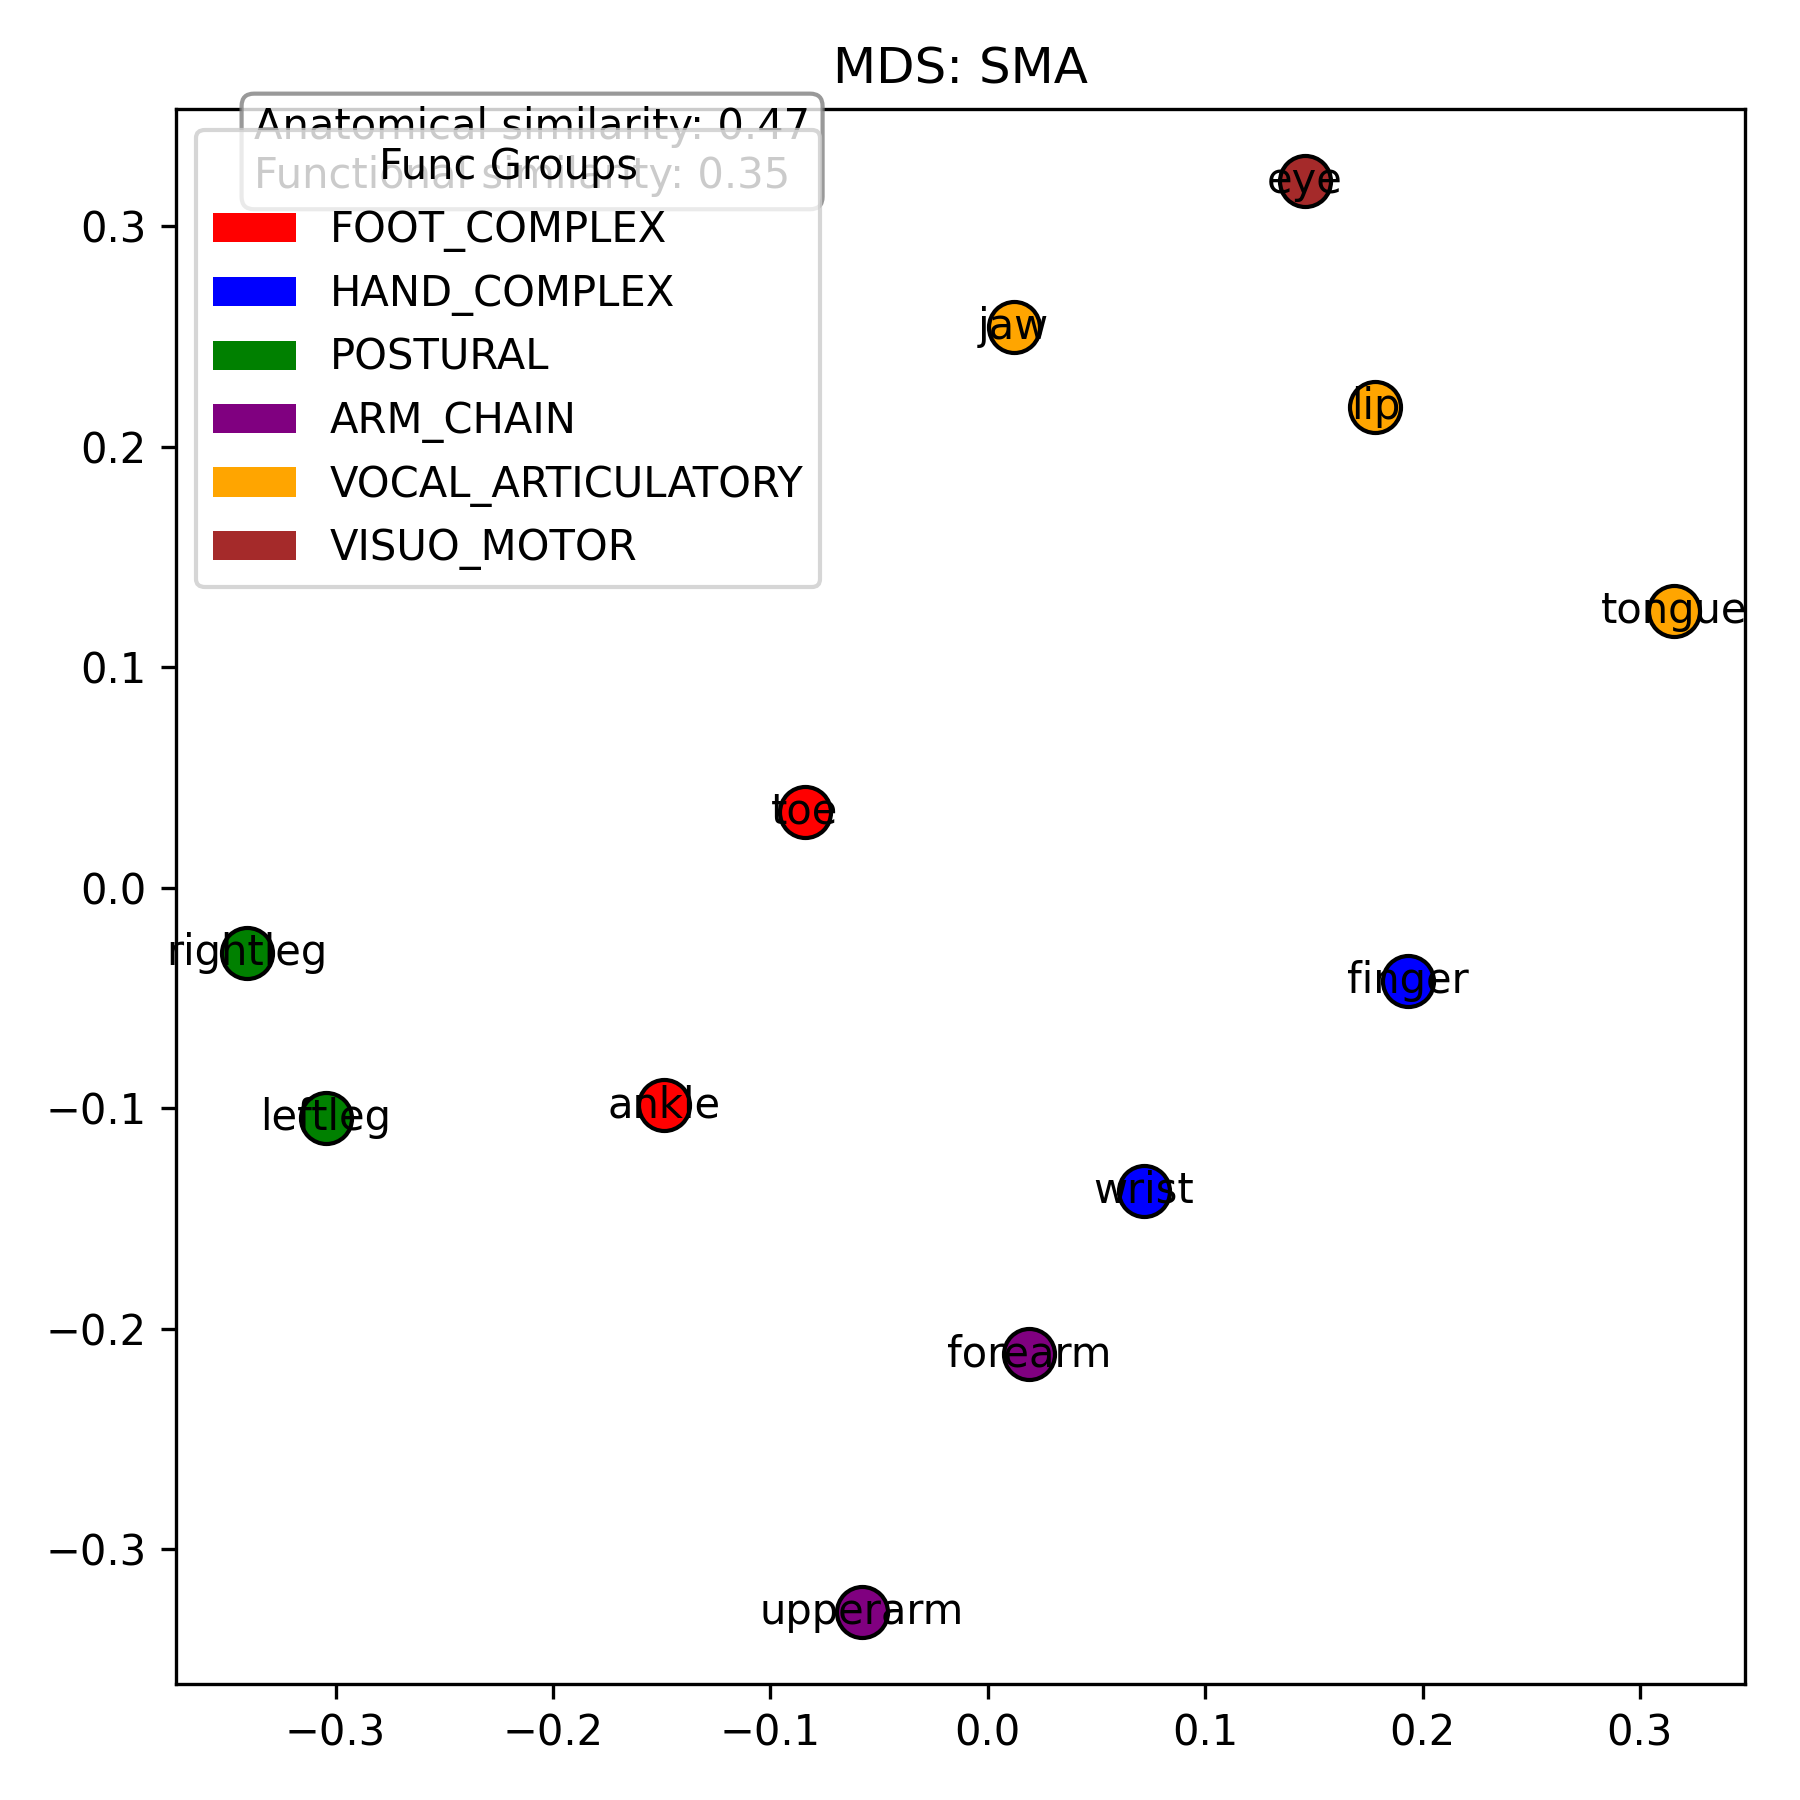 MDS: SMA
Anatomical similarity: 0.47
Functional similarity: 0.35
Func Groups
FOOT_COMPLEX
HAND_COMPLEX
POSTURAL
ARM_CHAIN
VOCAL_ARTICULATORY
VISUO_MOTOR
eye
jaw
lip
tongue
toe
rightleg
finger
leftleg
ankle
wrist
forearm
upperarm
0.3
0.2
0.1
0.0
−0.1
−0.2
−0.3
−0.3
−0.2
−0.1
0.0
0.1
0.2
0.3